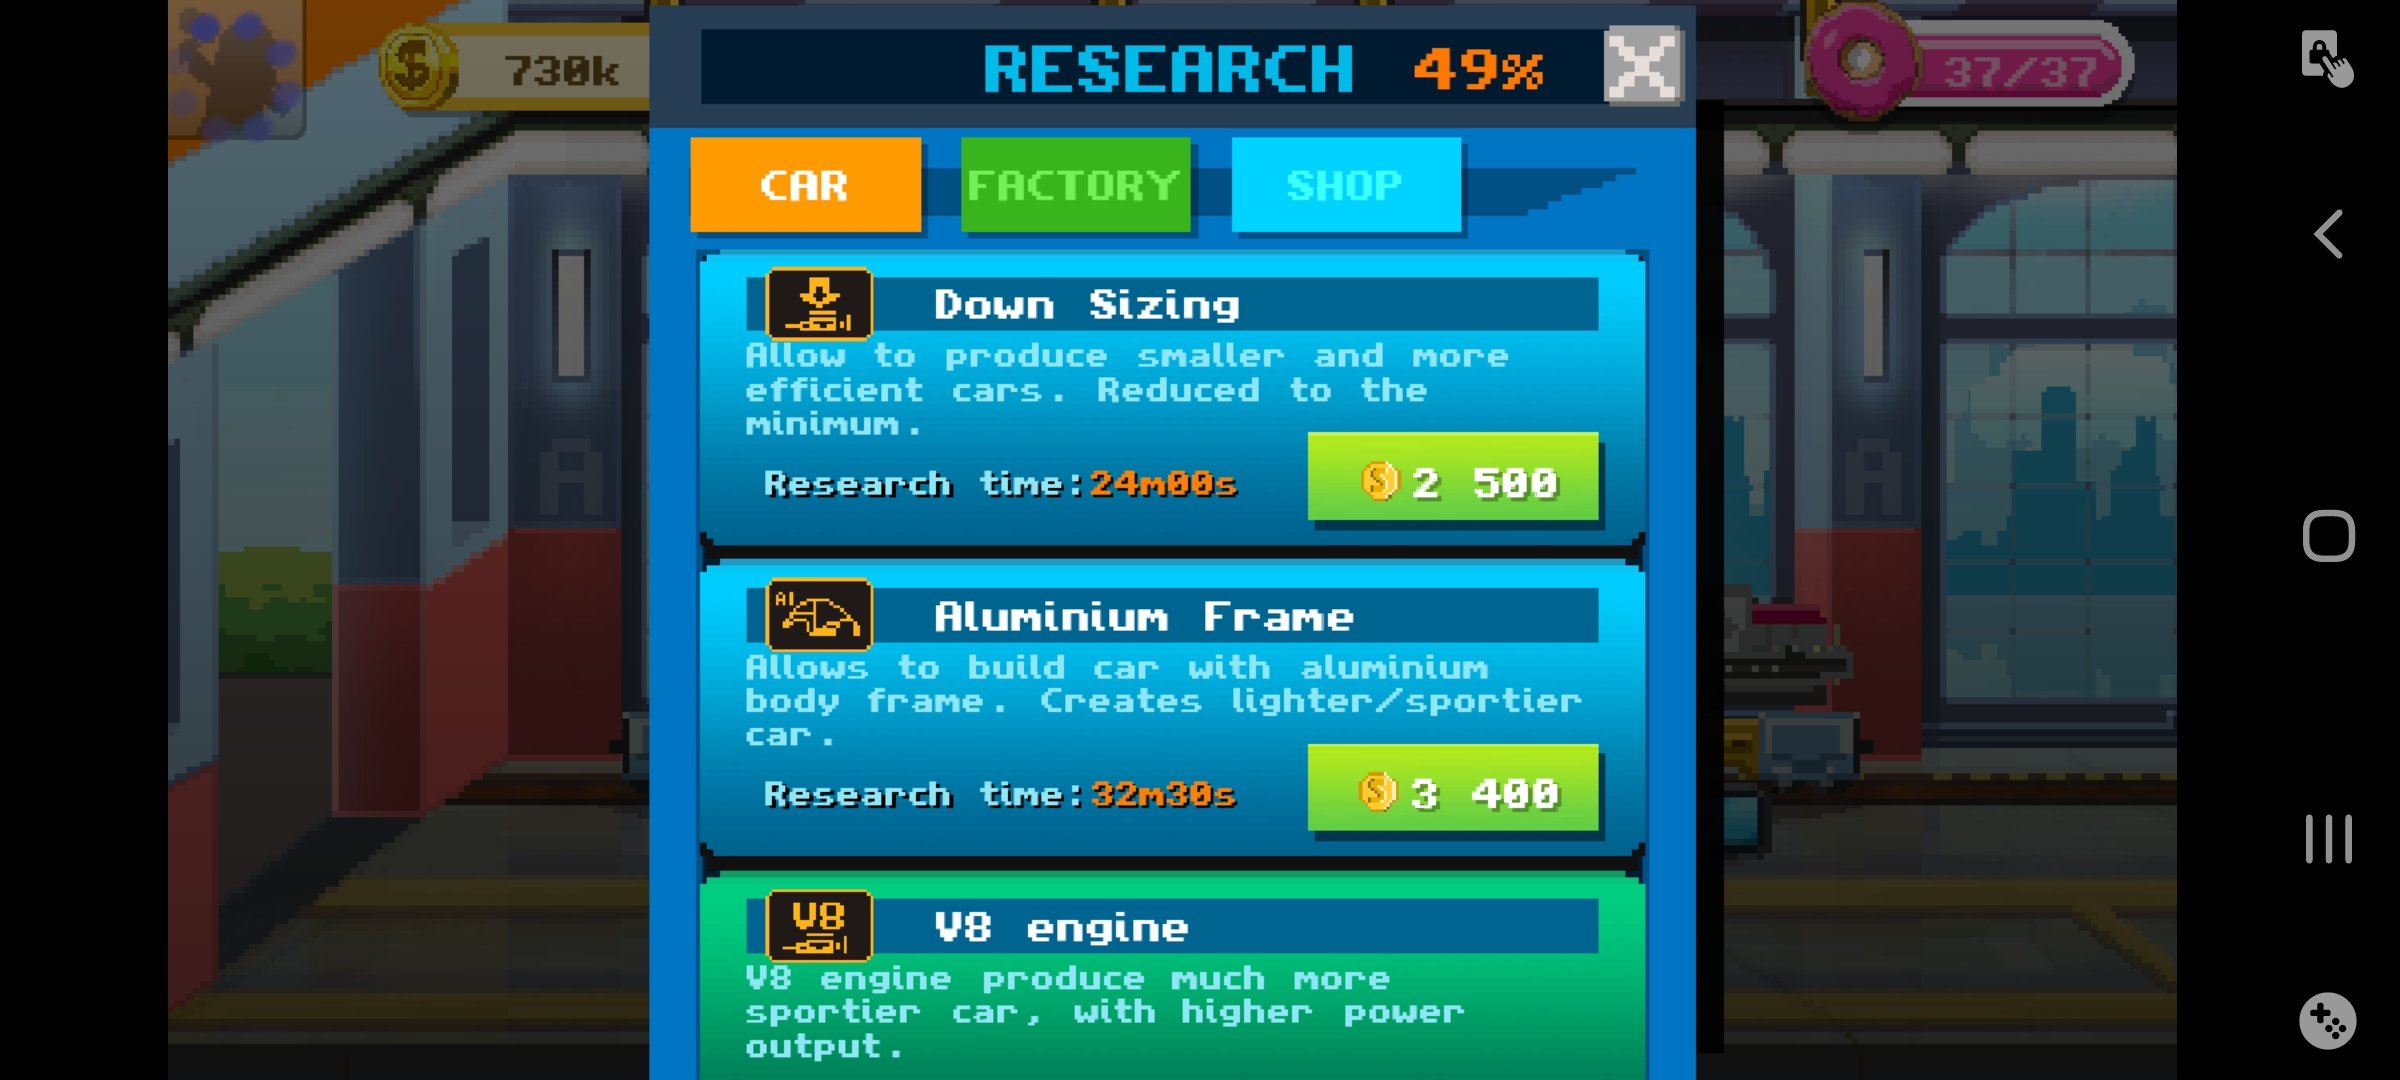 730k
RESEARCH 49%
37/37
CAR
FACTORY
SHOP
Down Sizing
Allow to produce smaller and more
efficient cars. Reduced to the
minimum.
Research time:24m00s
2 500
Al
Aluminium Frame
Allows to build car with aluminium
body frame. Creates lighter/sportier
car.
Research time:32m30s
3 400
V8
V8 engine
V8 engine produce much more
sportier car, with higher power
output.
A
A